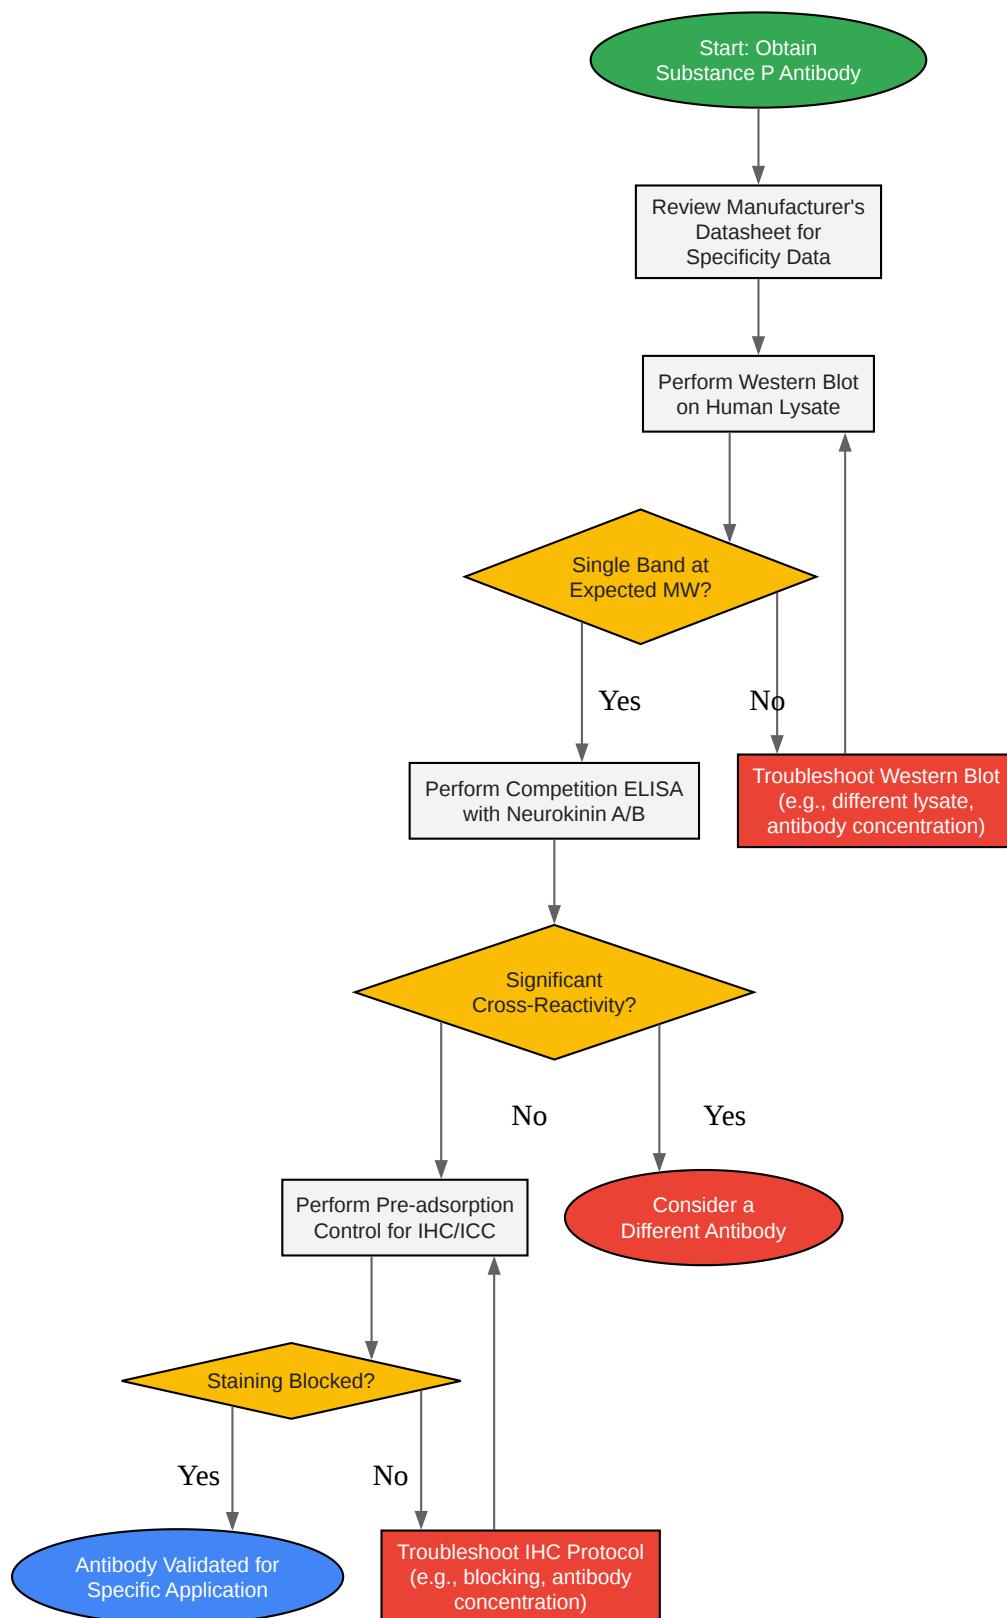 Start: Obtain
Substance P Antibody
Review Manufacturer's
Datasheet for
Specificity Data
Perform Western Blot
on Human Lysate
Single Band at
Expected MW?
Yes
No
Perform Competition ELISA
with Neurokinin A/B
Troubleshoot Western Blot
(e.g., different lysate,
antibody concentration)
Significant
Cross-Reactivity?
No
Yes
Perform Pre-adsorption
Control for IHC/ICC
Consider a
Different Antibody
Staining Blocked?
Yes
No
Antibody Validated for
Specific Application
Troubleshoot IHC Protocol
(e.g., blocking, antibody
concentration)